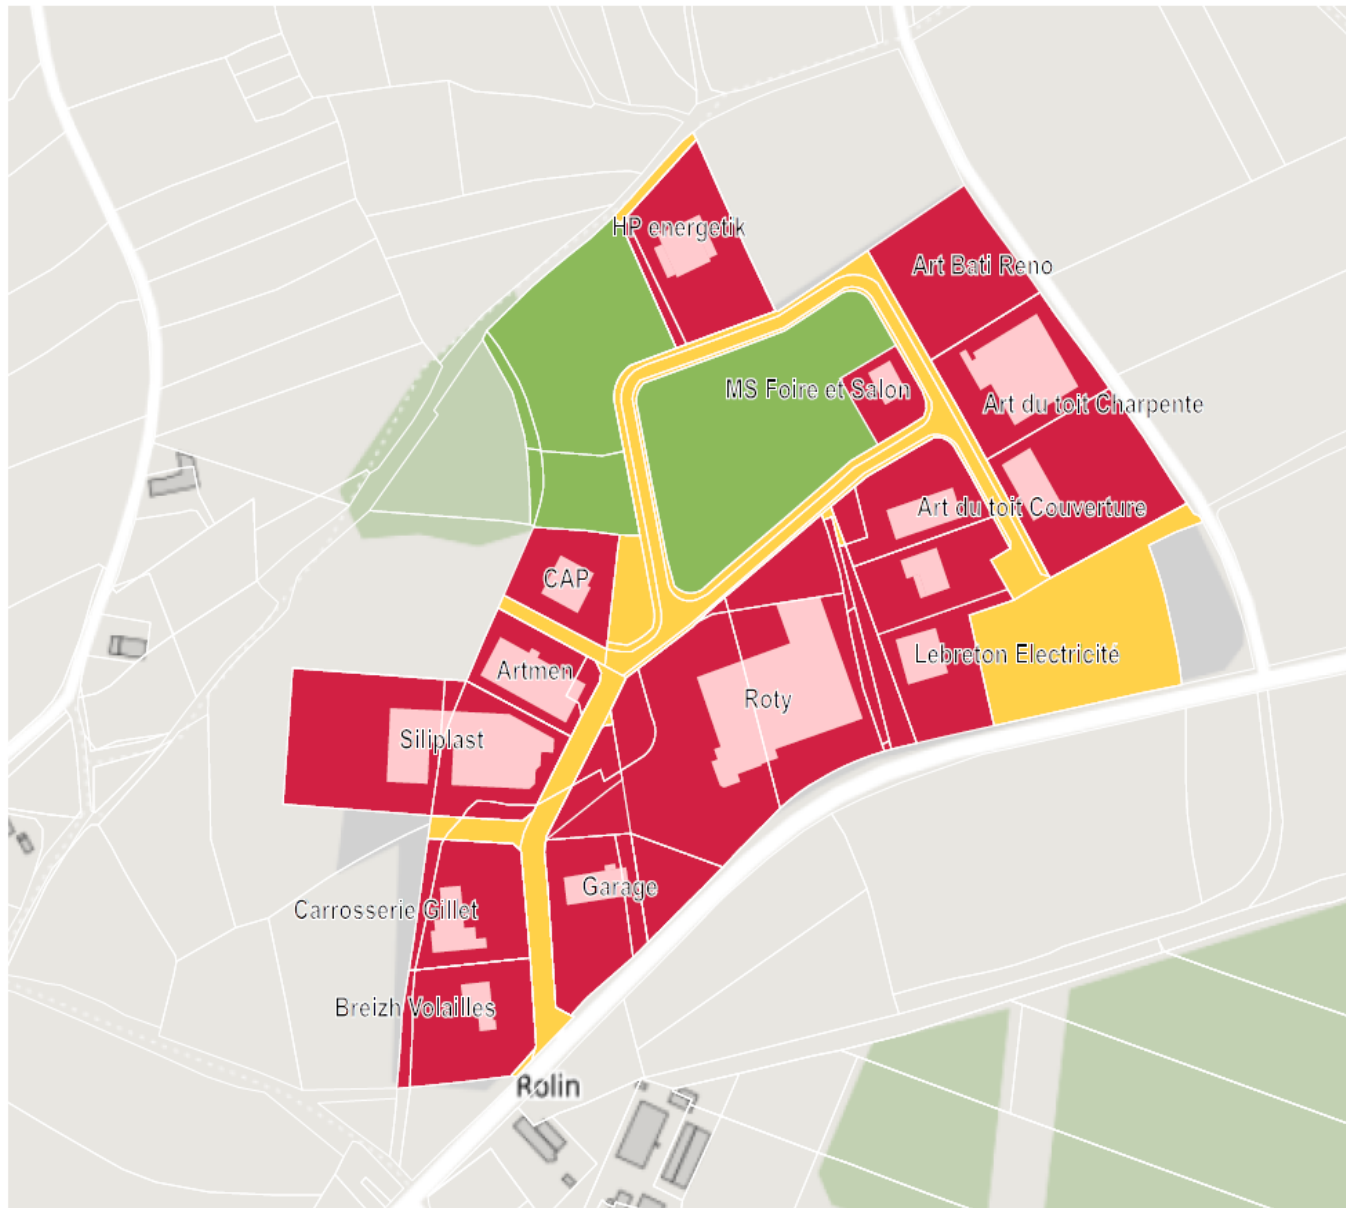 HP energetik
Art Bati Reno
MS Foire et Salon
Art du toit Charpente
Art du toit Couverture
CAP
Lebreton Electricité
Artmen
Roty
Siliplast
Garage
Carrosserie Gillet
Breizh Volailles
Rolin